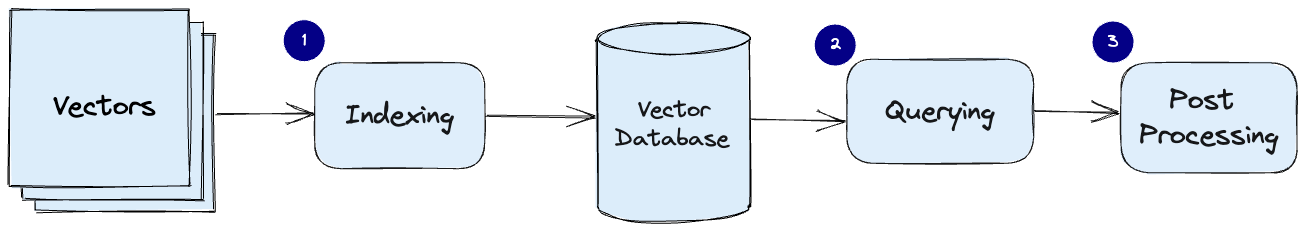 Vectors
1
Indexing
Vector
Database
2
Querying
3
Post
Processing